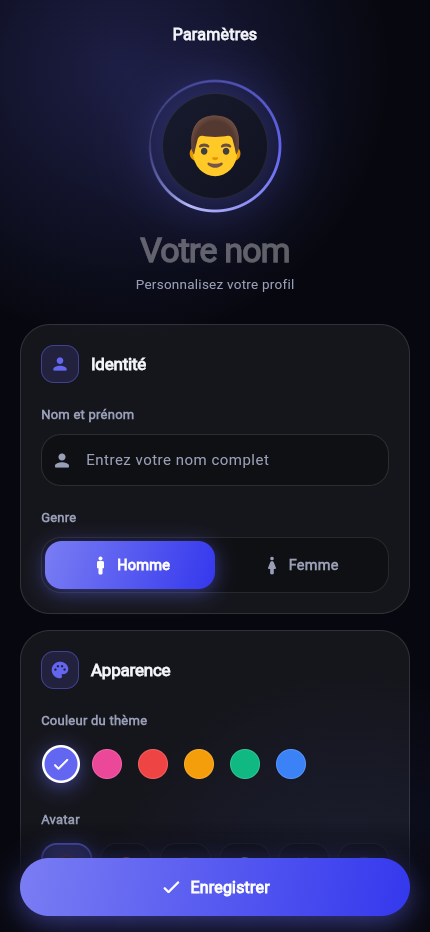 Paramètres
Votre nom
Personnalisez votre profil
Identité
Nom et prénom
Entrez votre nom complet
Genre
Homme
Femme
Apparence
Couleur du thème
Avatar
Enregistrer